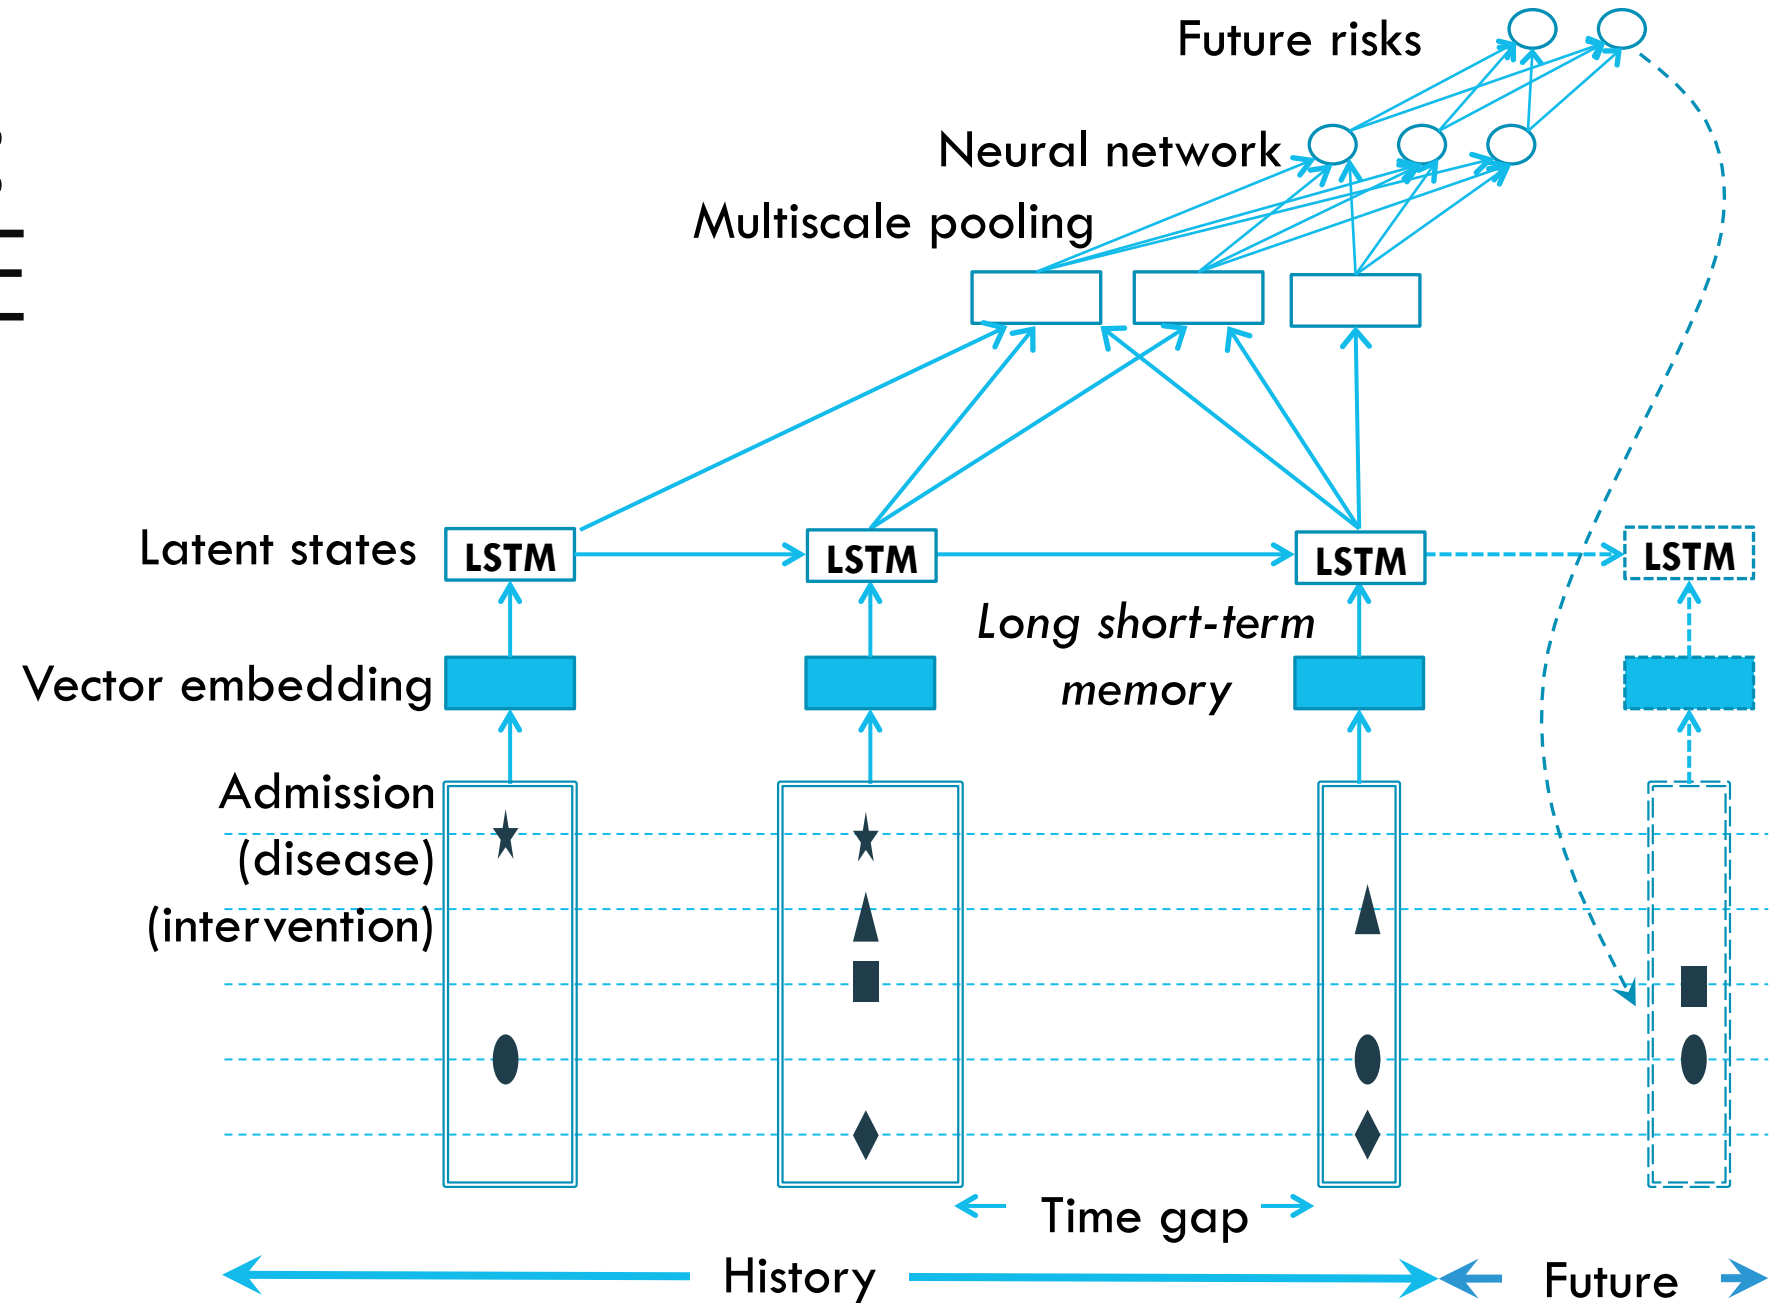 Future risks
Neural network
Multiscale pooling
Latent states
LSTM
LSTM
LSTM
LSTM
Long short-term
memory
Vector embedding
Admission
(disease)
(intervention)
Time gap
History
Future